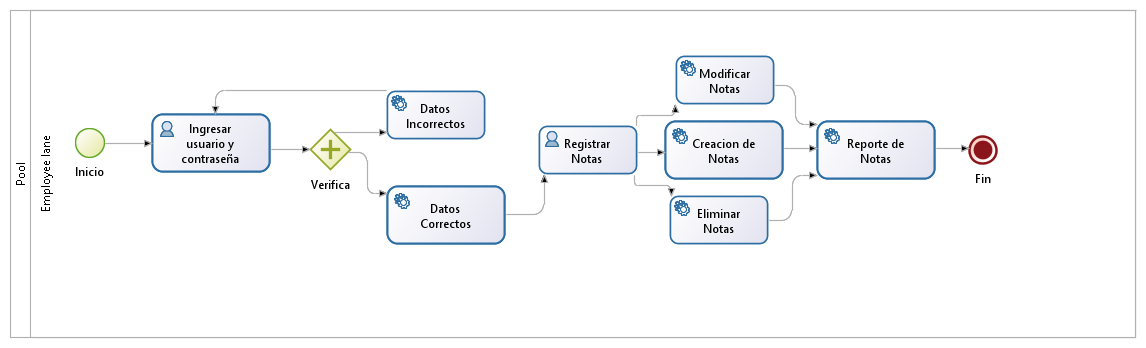 Pool
Employee lane
Inicio
Ingresar
usuario y
contraseña
Verifica
Datos
Incorrectos
Datos
Correctos
Registrar
Notas
Modificar
Notas
Creacion de
Notas
Eliminar
Notas
Reporte de
Notas
Fin